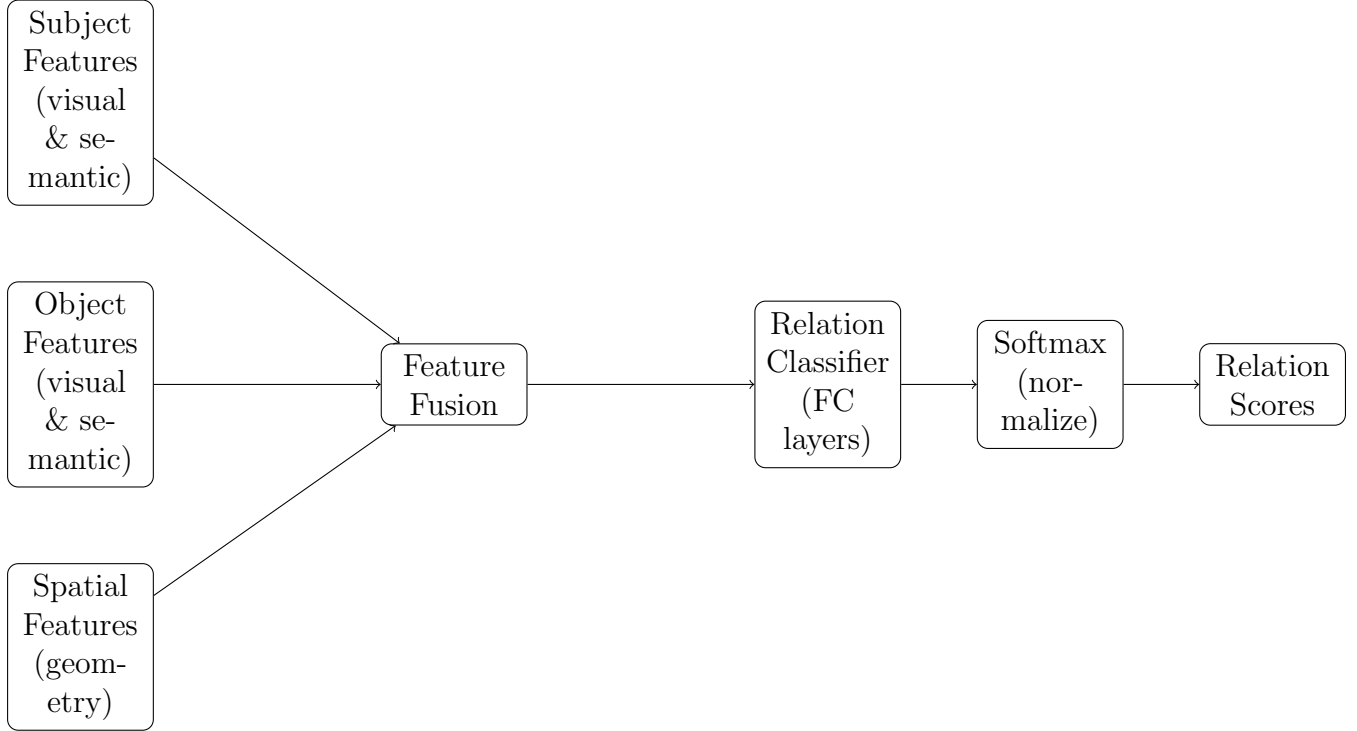 Subject
Features
(visual
& se-
mantic)
Object
Features
(visual
& se-
mantic)
Spatial
Features
(geom-
etry)
Feature
Fusion
Relation
Classifier
(FC
layers)
Softmax
(nor-
malize)
Relation
Scores